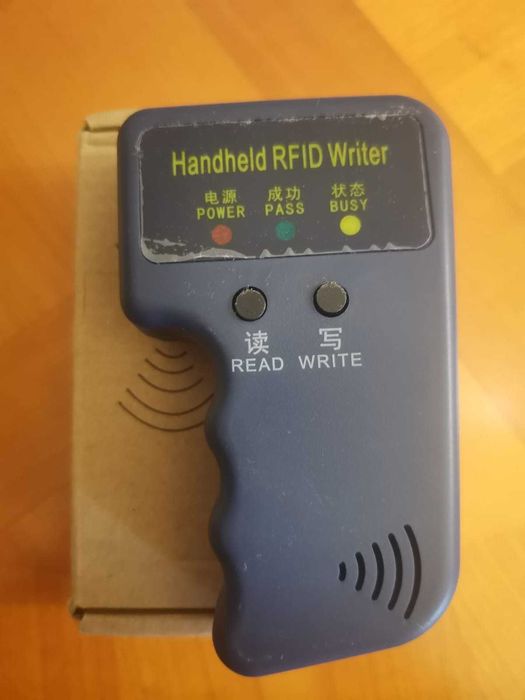 Handheld RFID Writer
电源 成功 状态
POWER PASS BUSY
读 写
READ WRITE